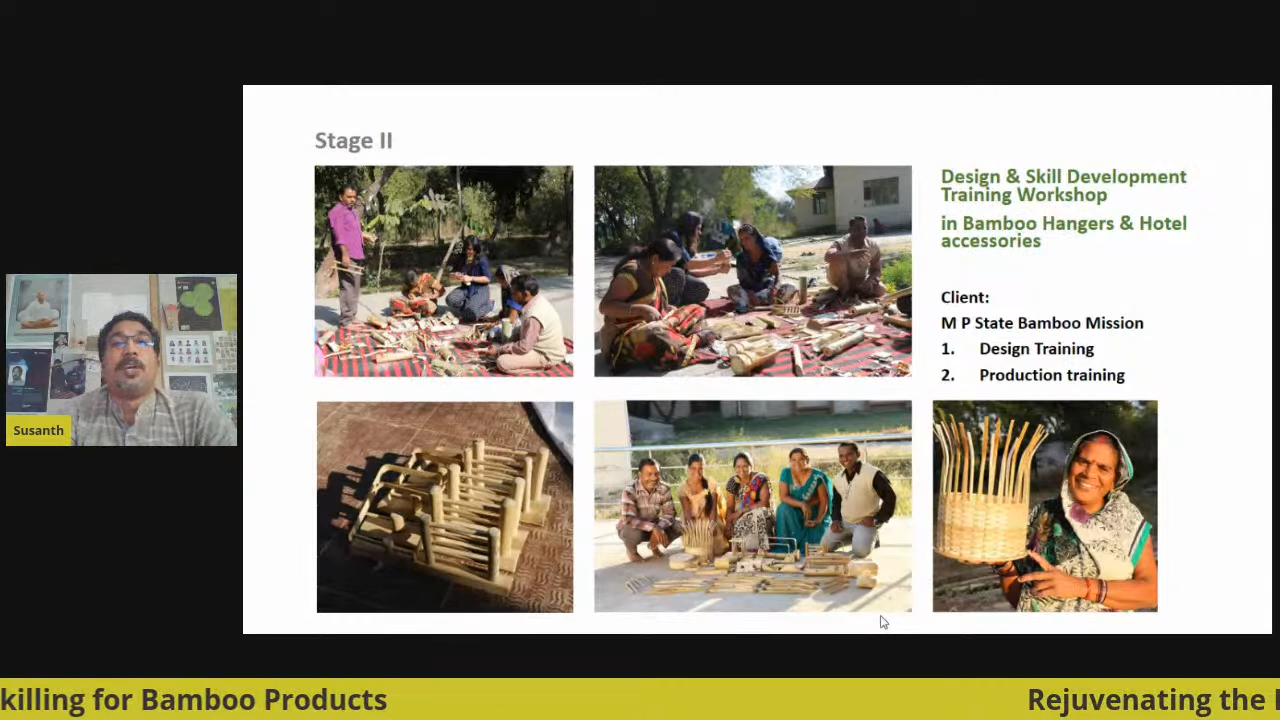 Stage II
Design & Skill Development
Training Workshop
in Bamboo Hangers & Hotel
accessories
Client:
M P State Bamboo Mission
1. Design Training
2. Production training
Susanth
killing for Bamboo Products
Rejuvenating the